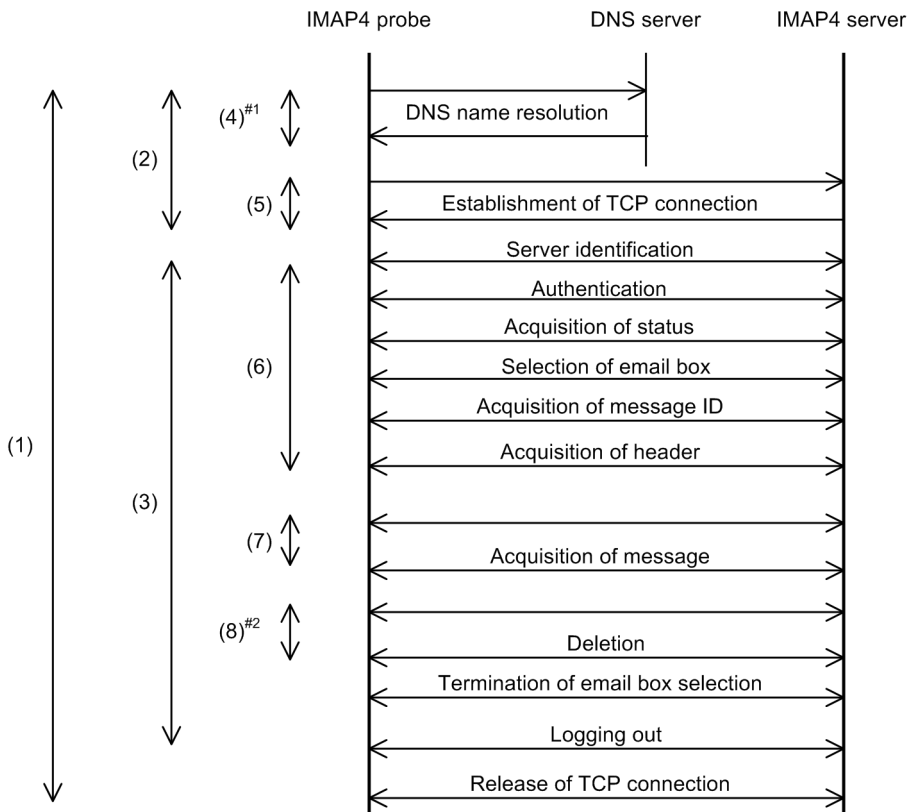 IMAP4 probe DNS server IMAP4 server
(4)#1
DNS name resolution
(2)
(5)
Establishment of TCP connection
Server identification
Authentication
Acquisition of status
(6)
Selection of email box
Acquisition of message ID
(1)
Acquisition of header
(3)
(7)
Acquisition of message
(8)#2
Deletion
Termination of email box selection
Logging out
Release of TCP connection